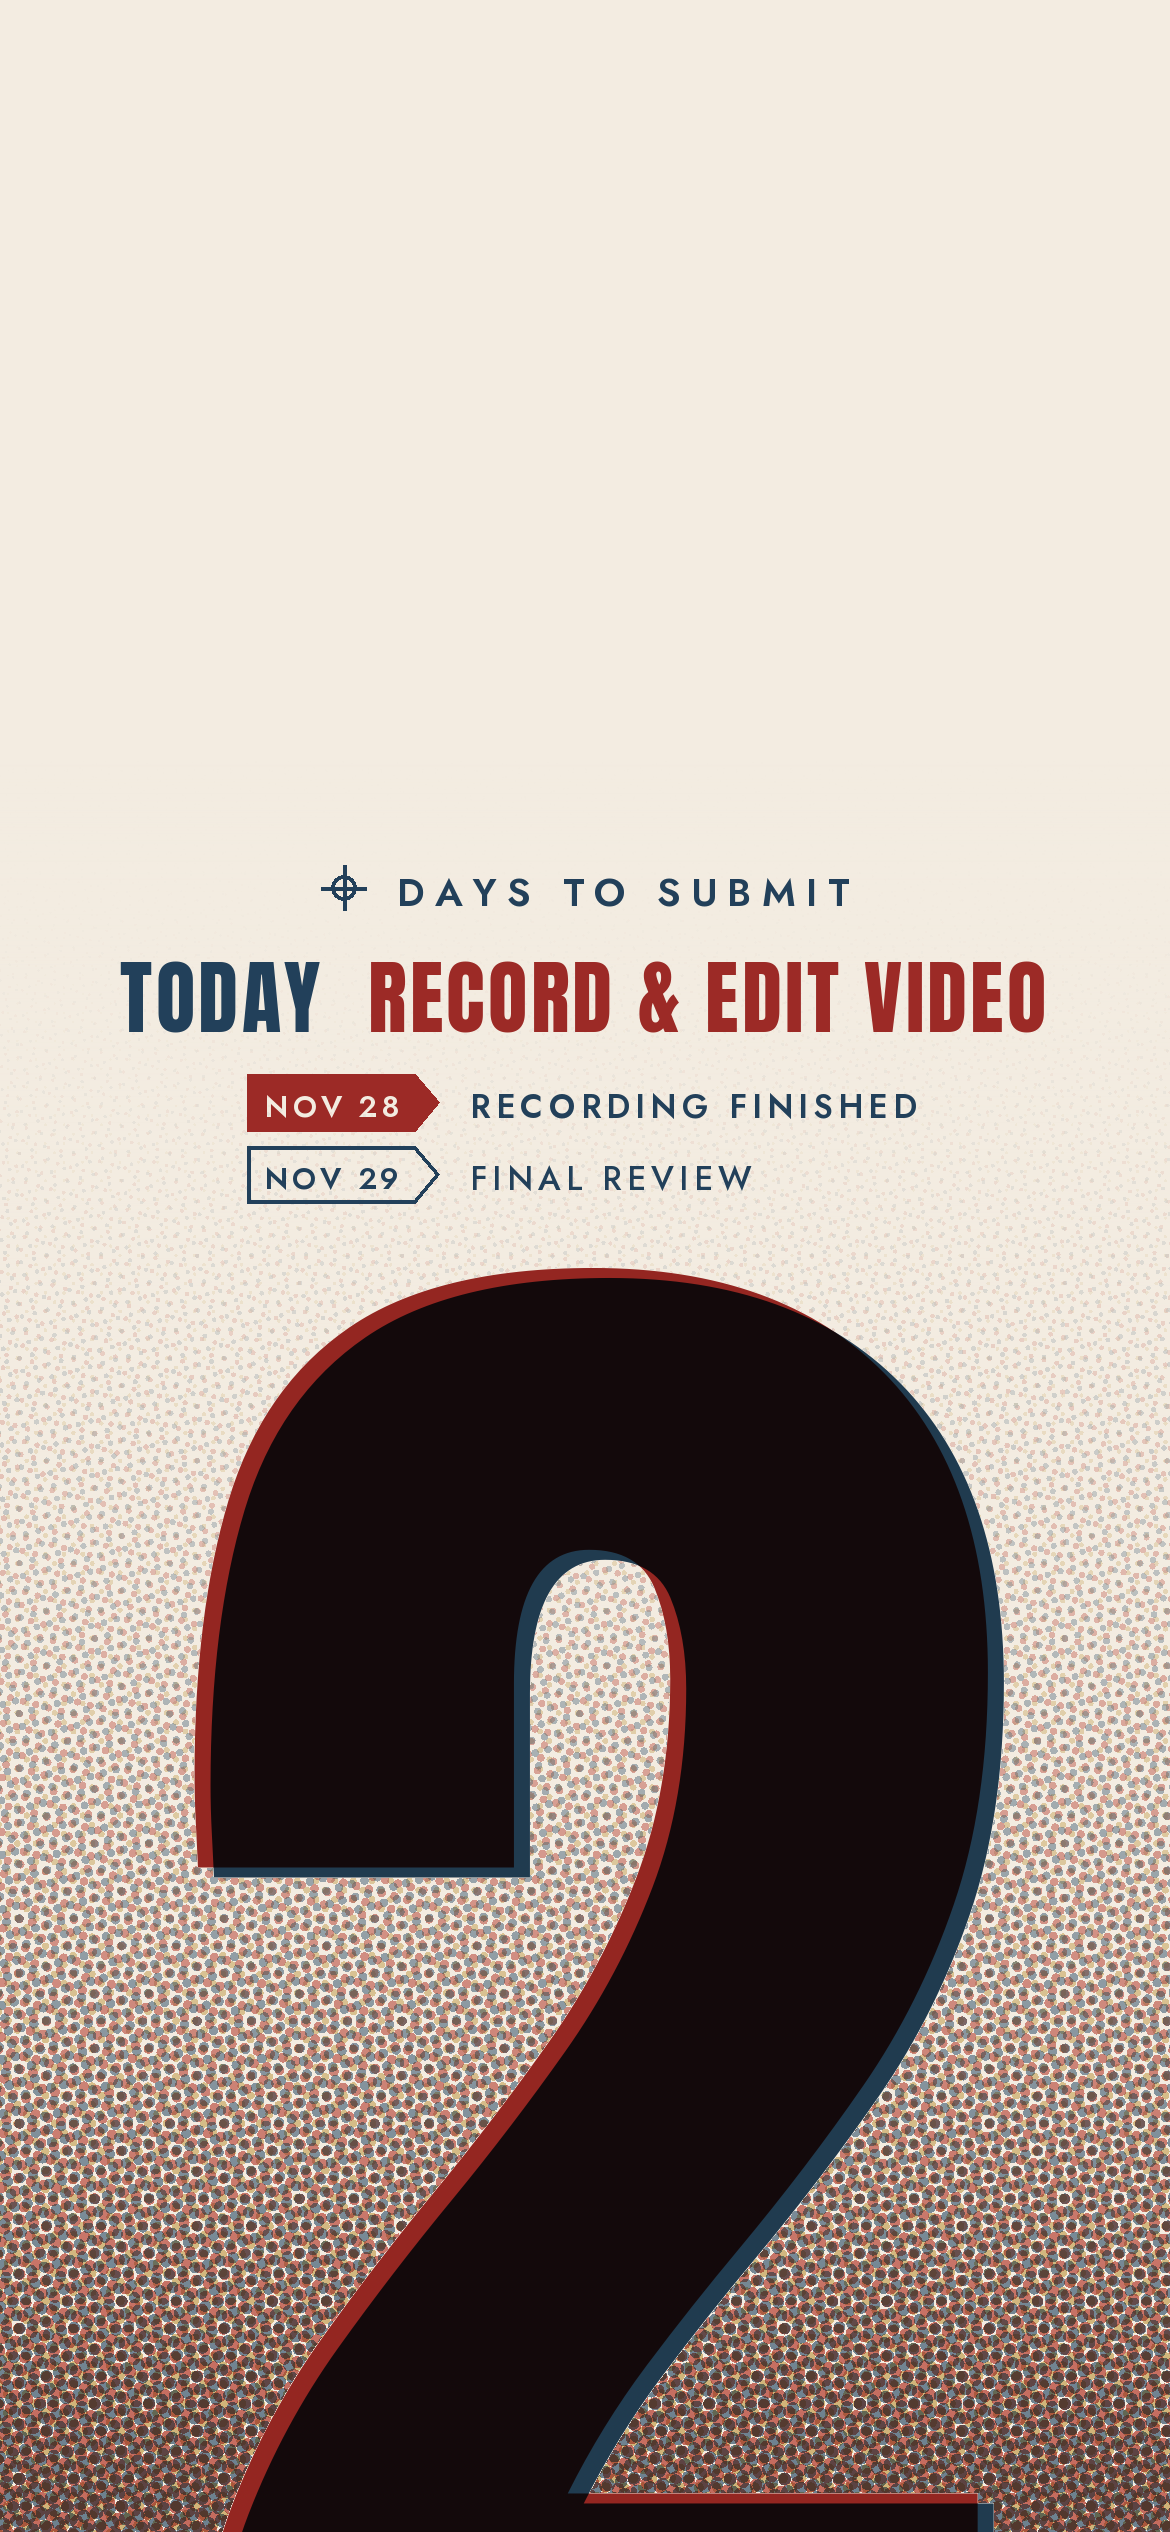 DAYS TO SUBMIT
TODAY RECORD & EDIT VIDEO
NOV 28 RECORDING FINISHED
NOV 29 FINAL REVIEW
2